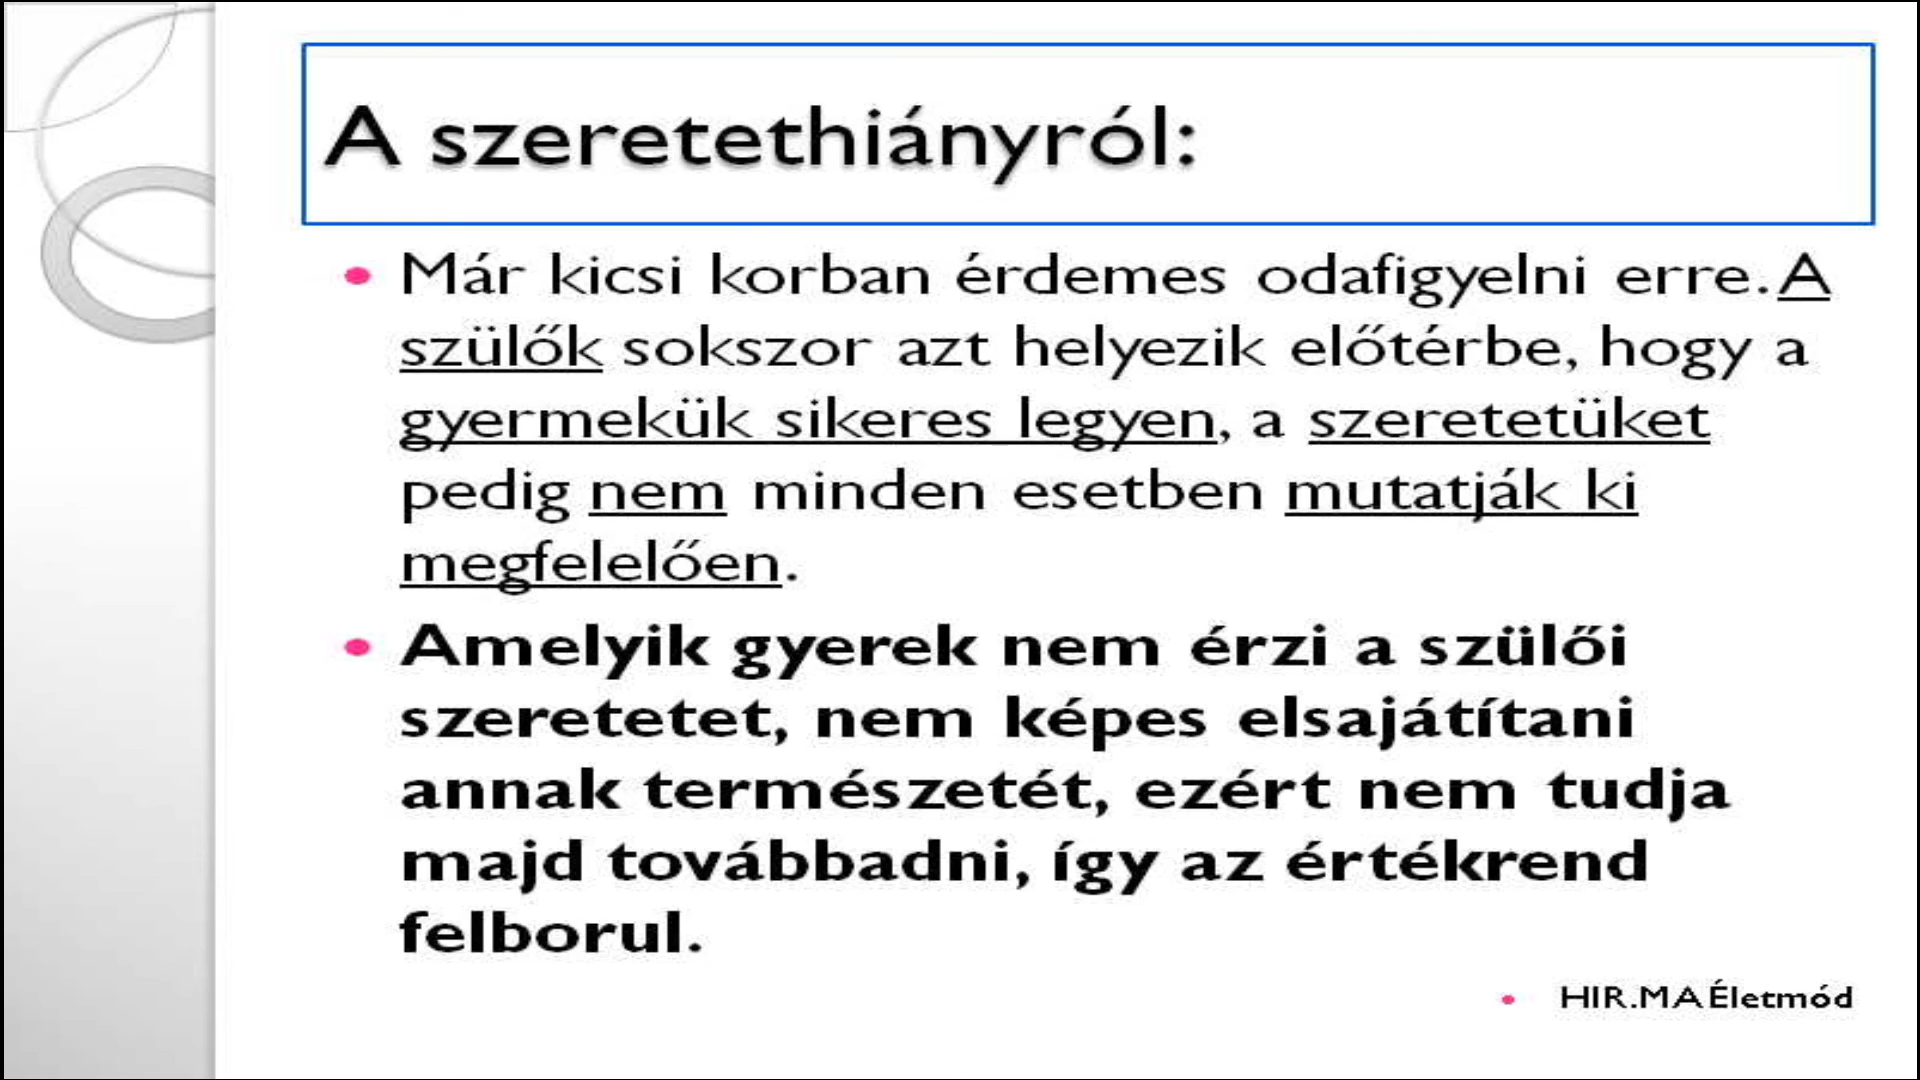 A szeretethiányról:
Már kicsi korban érdemes odafigyelni erre. A
szülők sokszor azt helyezik előtérbe, hogy a
gyermekük sikeres legyen, a szeretetüket
pedig nem minden esetben mutatják ki
megfelelően.
Amelyik gyerek nem érzi a szülői
szeretetet, nem képes elsajátítani
annak természetét, ezért nem tudja
majd továbbadni, így az értékrend
felborul.
HIR.MA Életmód